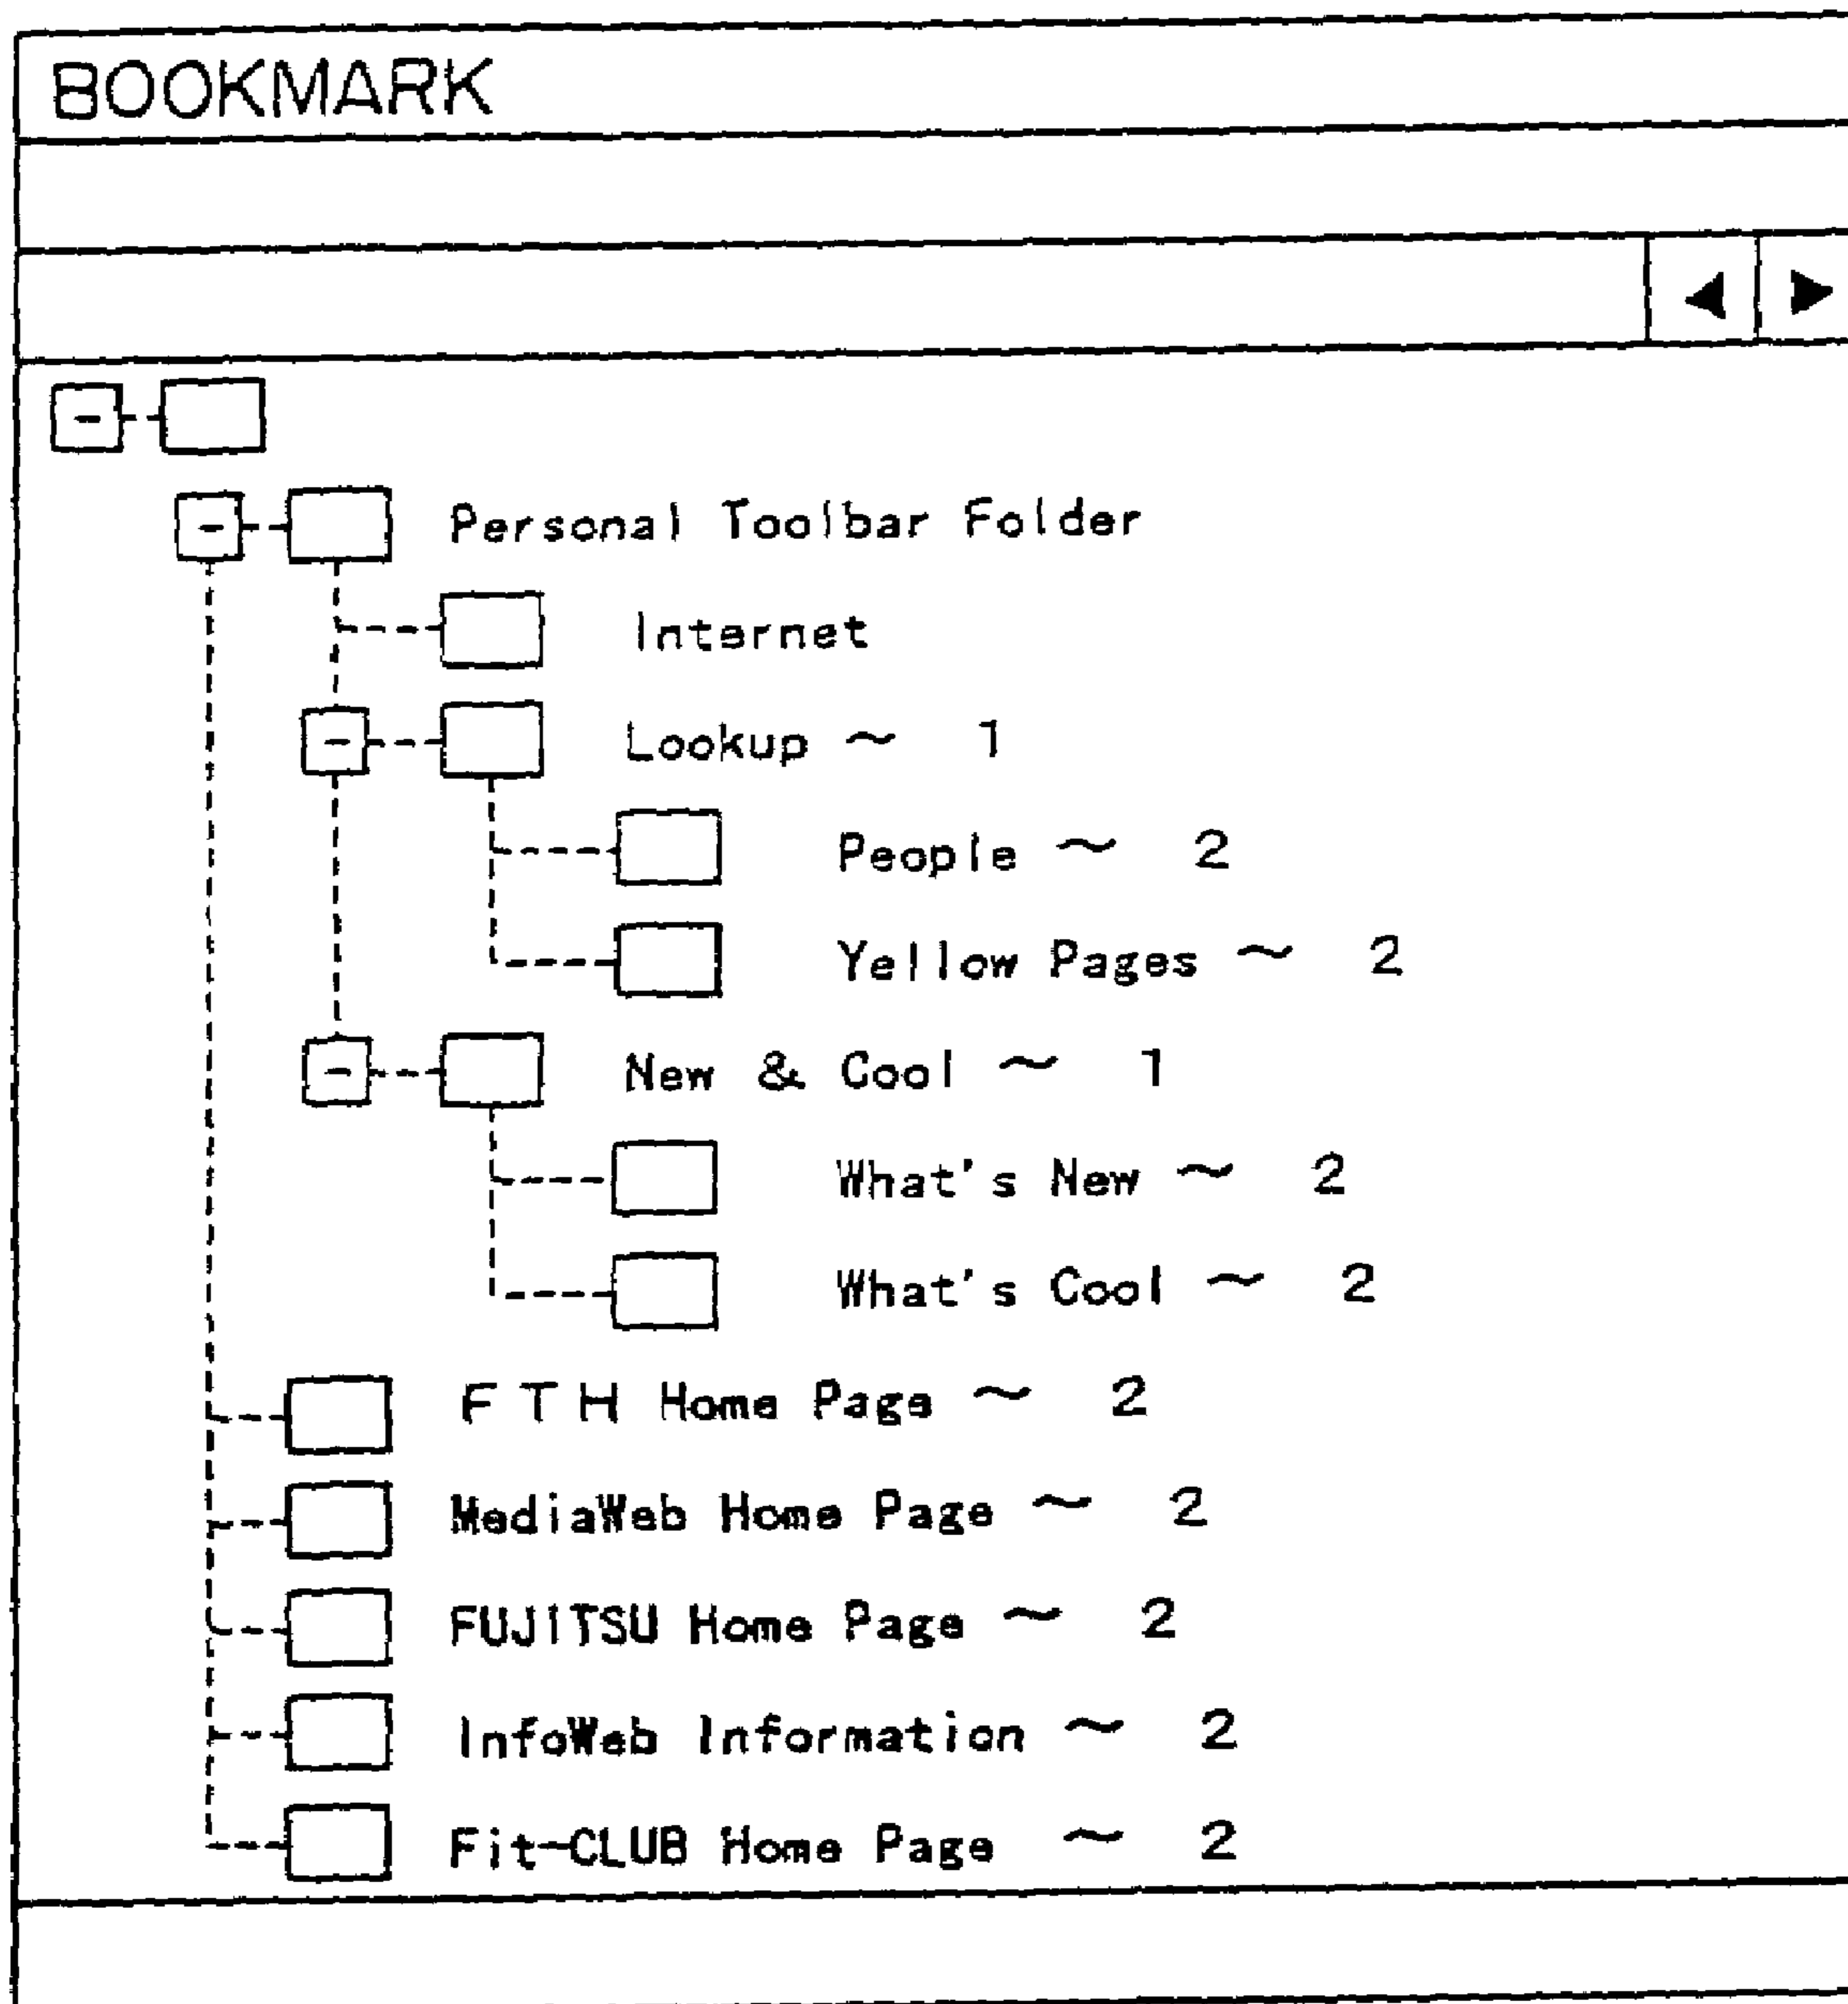 BOOKMARK
Personal Toolbar Folder
Internet
Lookup ~ 1
People ~ 2
Yellow Pages ~ 2
New & Cool ~ 1
What's New ~ 2
What's Cool ~ 2
FTH Home Page ~ 2
MediaWeb Home Page ~ 2
FUJITSU Home Page ~ 2
InfoWeb Information ~ 2
Fit-CLUB Home Page ~ 2